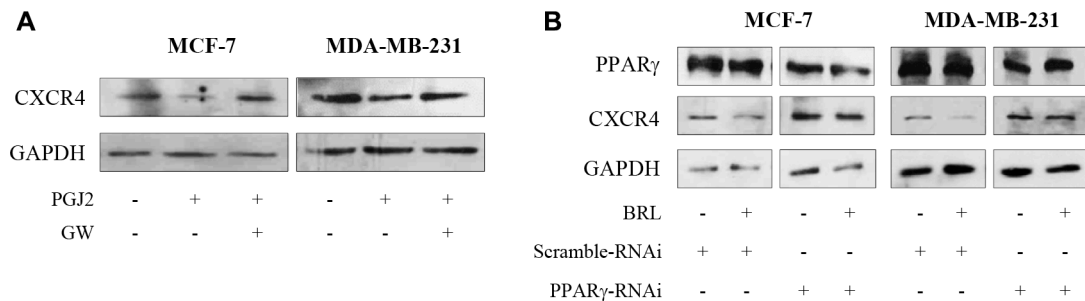 A
MCF-7 MDA-MB-231
CXCR4
GAPDH
PGJ2 - + + - + +
GW - - + - - +
B
MCF-7 MDA-MB-231
PPARγ
CXCR4
GAPDH
BRL - + - + - + - +
Scramble-RNAi + + - - + + - -
PPARγ-RNAi - - + + - - + +